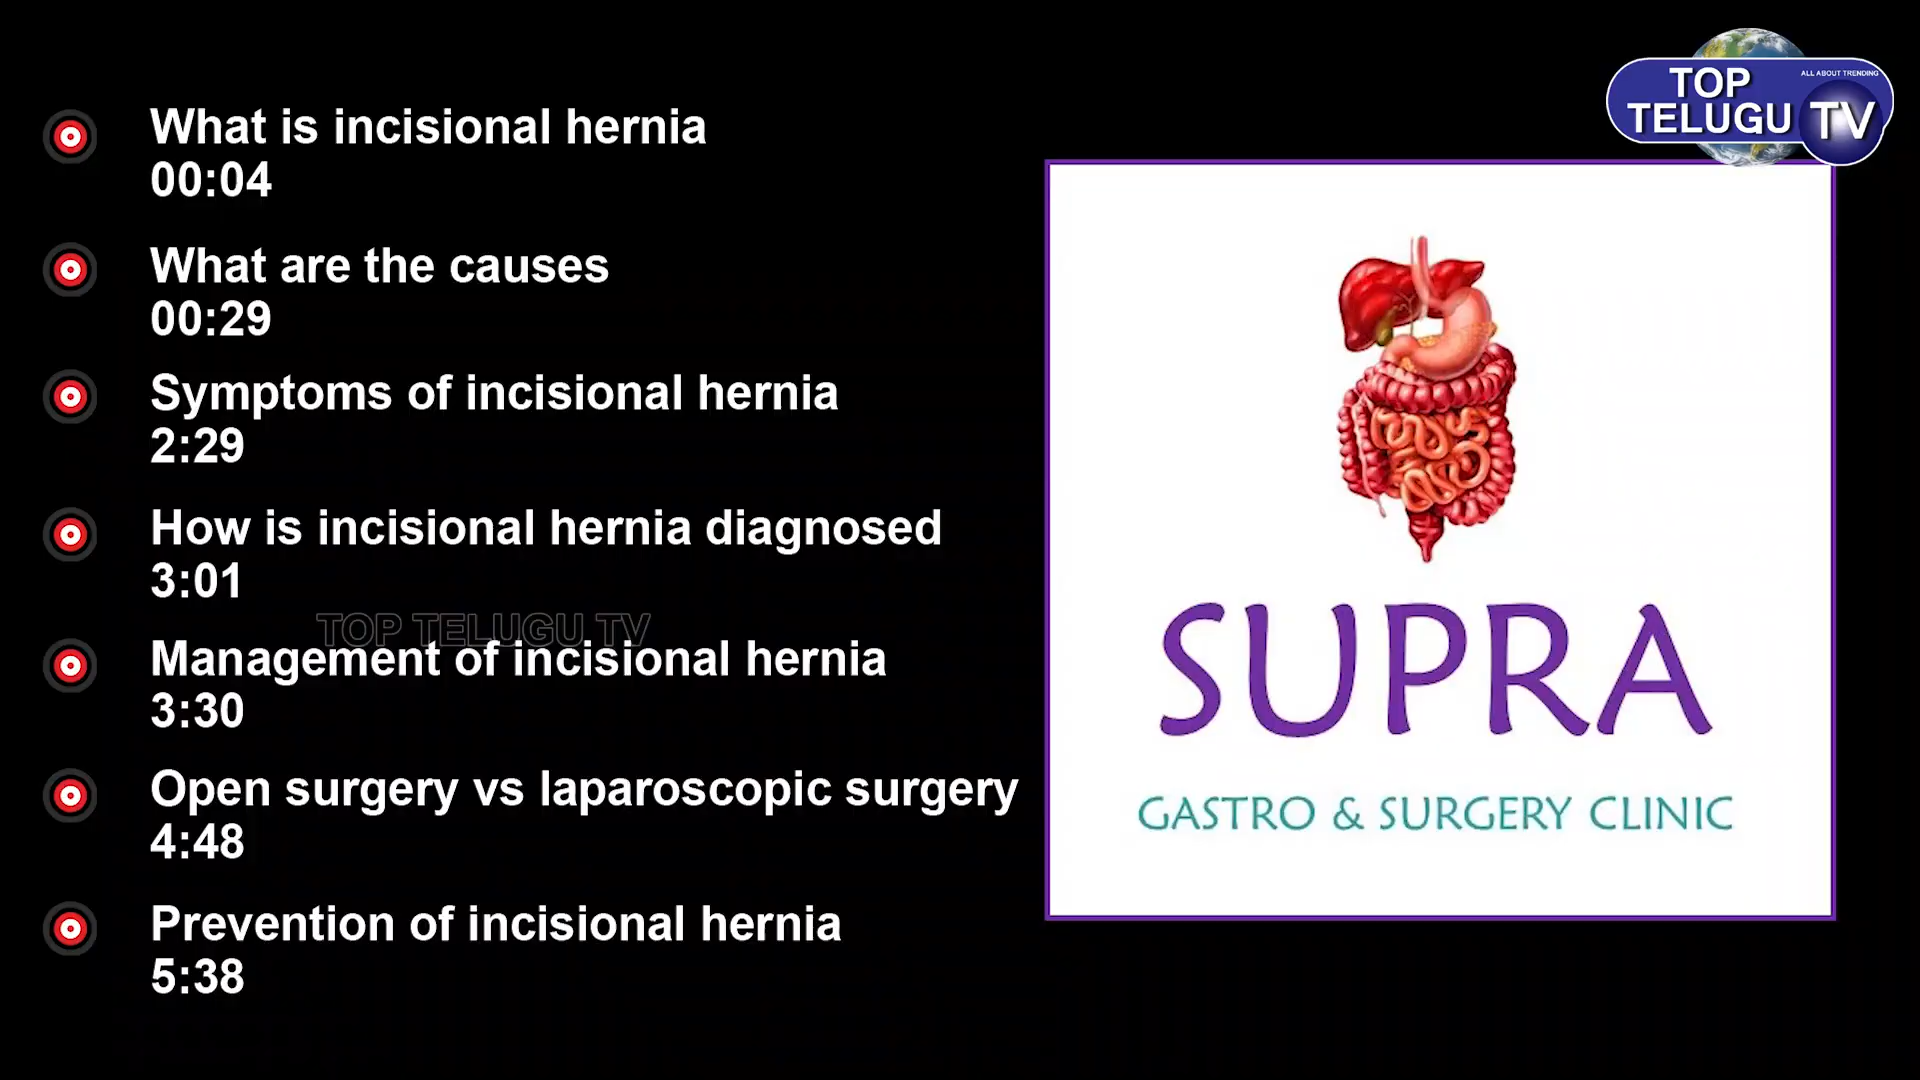 What is incisional hernia
00:04
What are the causes
00:29
Symptoms of incisional hernia
2:29
How is incisional hernia diagnosed
3:01
TOP TELUGU TV
Management of incisional hernia
3:30
Open surgery vs laparoscopic surgery
4:48
Prevention of incisional hernia
5:38
TOP
ALL ABOUT TRENDING
TELUGU TV
SUPRA
GASTRO & SURGERY CLINIC